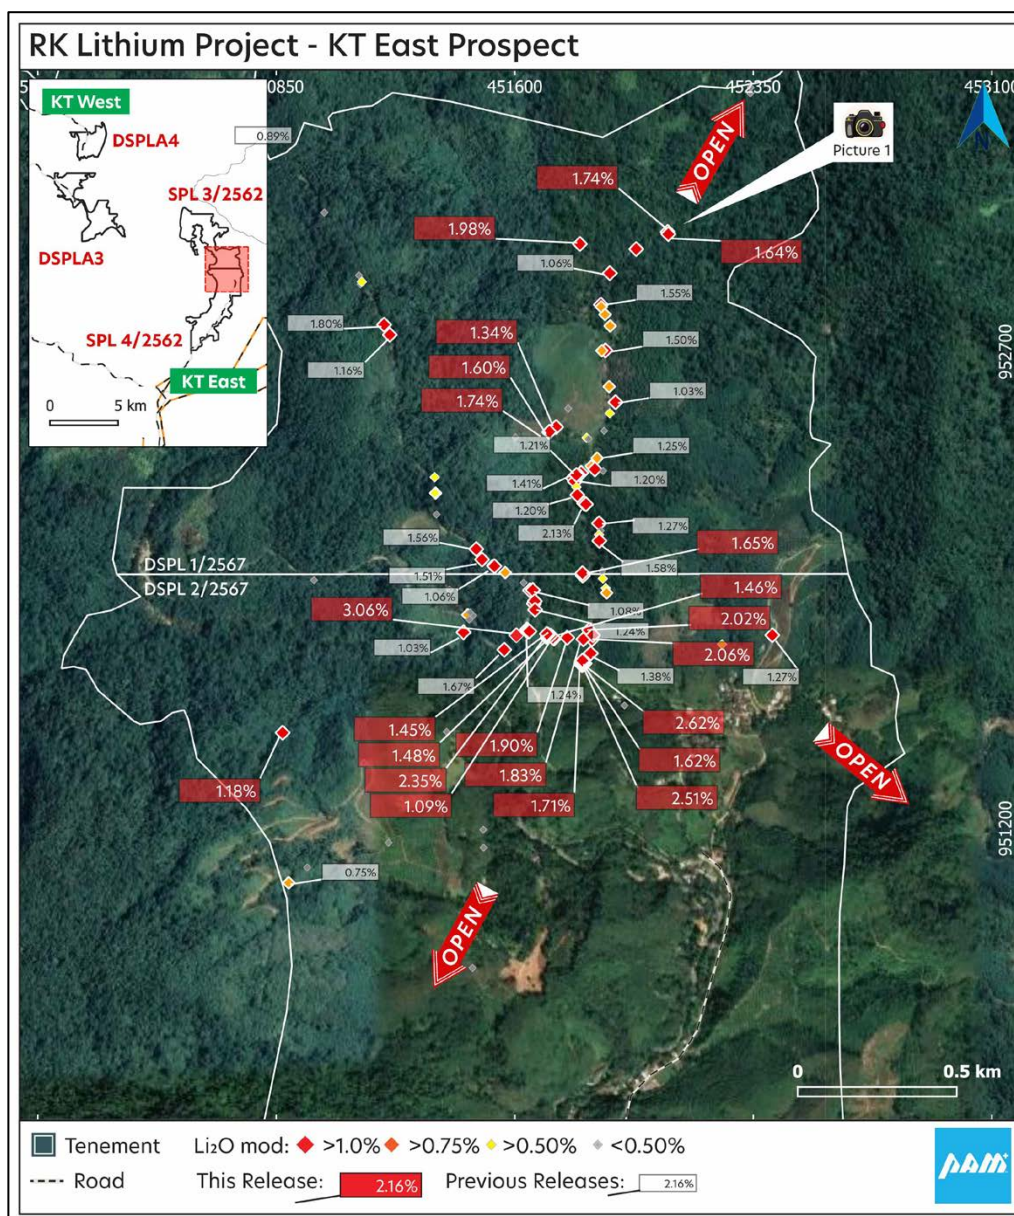 RK Lithium Project - KT East Prospect
0850
451600
452350
453100
KT West
DSPLA4
0.89%
SPL 3/2562
DSPLA3
SPL 4/2562
KT East
0 5 km
OPEN
Picture 1
N
1.74%
1.98%
1.64%
1.06%
1.55%
1.80%
1.34%
1.50%
952700
1.16%
1.60%
1.74%
1.03%
1.21%
1.25%
1.41%
1.20%
1.20%
2.13%
1.27%
1.56%
1.65%
DSPL 1/2567
1.51%
1.58%
DSPL 2/2567
1.06%
1.46%
3.06%
1.08%
2.02%
1.24%
1.03%
2.06%
1.67%
1.24%
1.38%
1.27%
1.45%
2.62%
1.48%
1.90%
1.62%
2.35%
1.83%
1.18%
1.09%
1.71%
2.51%
OPEN
951200
0.75%
OPEN
0 0.5 km
Tenement Li₂O mod: >1.0% >0.75% >0.50% <0.50%
Road This Release: 2.16% Previous Releases: 2.16%
PAM